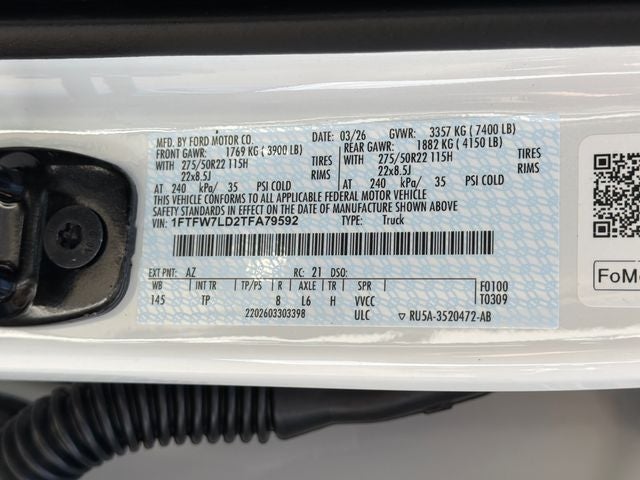 MFD. BY FORD MOTOR CO. DATE: 03/26 GVWR: 3357 KG ( 7400 LB)
FRONT GAWR: 1769 KG ( 3900 LB) REAR GAWR: 1882 KG ( 4150 LB)
WITH 275/50R22 115H TIRES WITH 275/50R22 115H TIRES
22x8.5J RIMS 22x8.5J RIMS
AT 240 kPa/ 35 PSI COLD AT 240 kPa/ 35 PSI COLD
THIS VEHICLE CONFORMS TO ALL APPLICABLE FEDERAL MOTOR VEHICLE
SAFETY STANDARDS IN EFFECT ON THE DATE OF MANUFACTURE SHOWN ABOVE.
VIN: 1FTFW7LD2TFA79592 TYPE: Truck
EXT PNT: AZ RC: 21 DSO:
WB INT TR TP/PS R AXLE TR SPR F0100
145 TP 8 L6 H VVCC T0309
2202603303398 ULC ▽ RU5A-3520472-AB
FoM